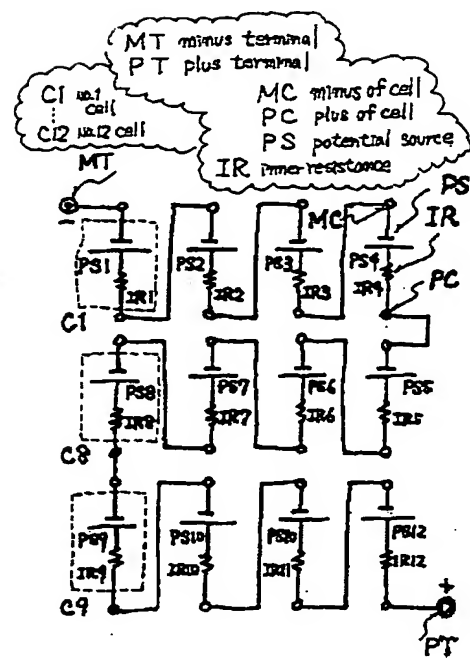 MT minus terminal
PT plus terminal
C1 no.1 cell
C12 no.12 cell
MC minus of cell
PC plus of cell
PS potential source
IR inner resistance
MT
PS
−
MC
IR
PS1
PS2
PS3
PS4
IR1
IR2
IR3
IR4
PC
C1
PS8
PS7
PS6
PS5
IR8
IR7
IR6
IR5
C8
PS9
PS10
PS20
PS12
IR9
IR10
IR11
IR12
C9
+
PT